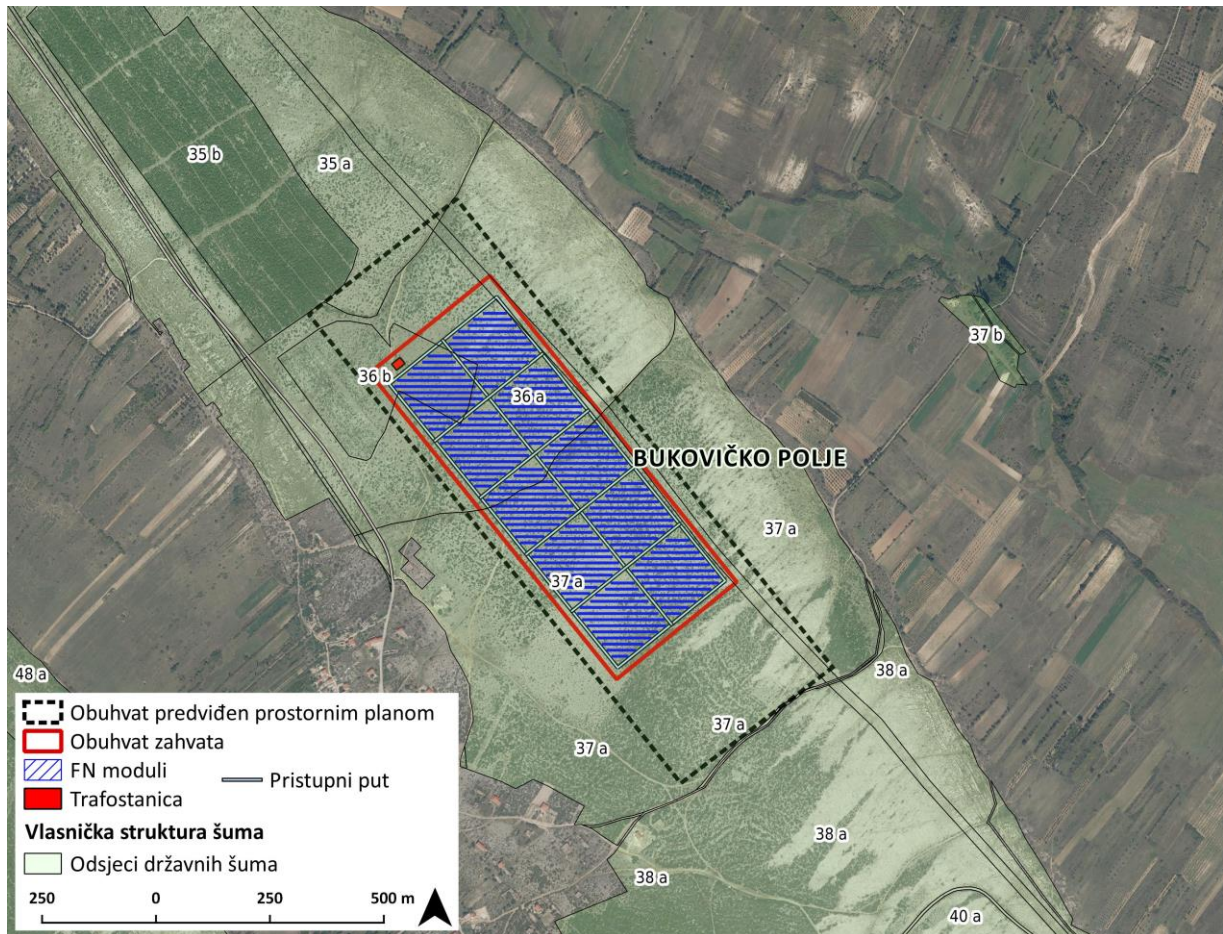 35 b
35 a
37 b
36 b
36 a
BUKOVIČKO POLJE
37 a
37 a
38 a
48 a
37 a
37 a
38 a
38 a
40 a
Obuhvat predviđen prostornim planom
Obuhvat zahvata
FN moduli
Pristupni put
Trafostanica
Vlasnička struktura šuma
Odsjeci državnih šuma
250 0 250 500 m